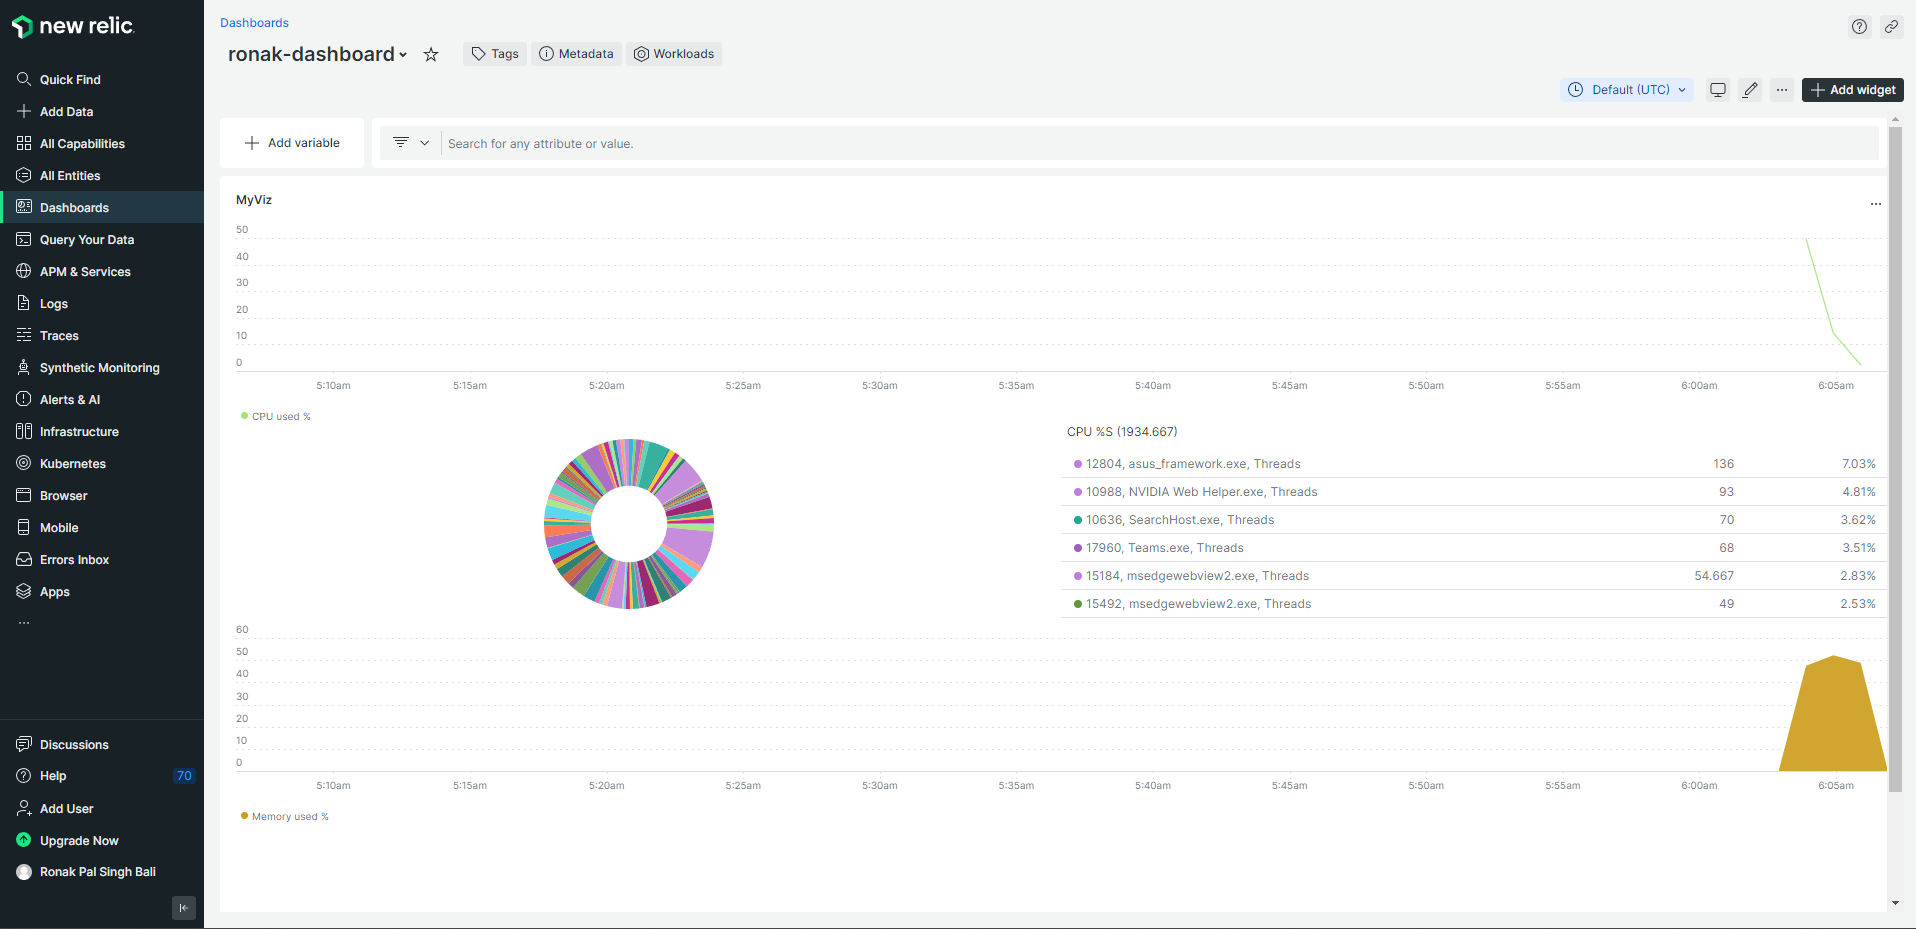 new relic
Quick Find
Add Data
All Capabilities
All Entities
Dashboards
Query Your Data
APM & Services
Logs
Traces
Synthetic Monitoring
Alerts & AI
Infrastructure
Kubernetes
Browser
Mobile
Errors Inbox
Apps
...
Discussions
Help 70
Add User
Upgrade Now
Ronak Pal Singh Bali
Dashboards
ronak-dashboard
Tags Metadata Workloads
Default (UTC) ... Add widget
Add variable
Search for any attribute or value.
MyViz
...
50
40
30
20
10
0
5:10am 5:15am 5:20am 5:25am 5:30am 5:35am 5:40am 5:45am 5:50am 5:55am 6:00am 6:05am
CPU used %
CPU %S (1934.667)
12804, asus_framework.exe, Threads 136 7.03%
10988, NVIDIA Web Helper.exe, Threads 93 4.81%
10636, SearchHost.exe, Threads 70 3.62%
17960, Teams.exe, Threads 68 3.51%
15184, msedgewebview2.exe, Threads 54.667 2.83%
15492, msedgewebview2.exe, Threads 49 2.53%
60
50
40
30
20
10
0
5:10am 5:15am 5:20am 5:25am 5:30am 5:35am 5:40am 5:45am 5:50am 5:55am 6:00am 6:05am
Memory used %